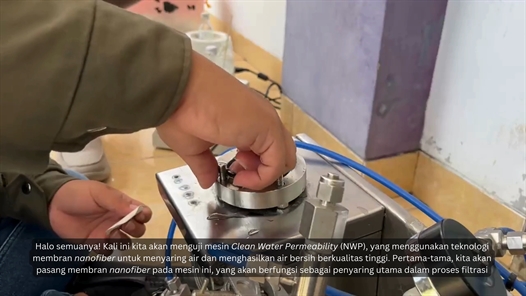 Halo semuanya! Kali ini kita akan menguji mesin Clean Water Permeability (NWP), yang menggunakan teknologi
membran nanofiber untuk menyaring air dan menghasilkan air bersih berkualitas tinggi. Pertama-tama, kita akan
pasang membran nanofiber pada mesin ini, yang akan berfungsi sebagai penyaring utama dalam proses filtrasi